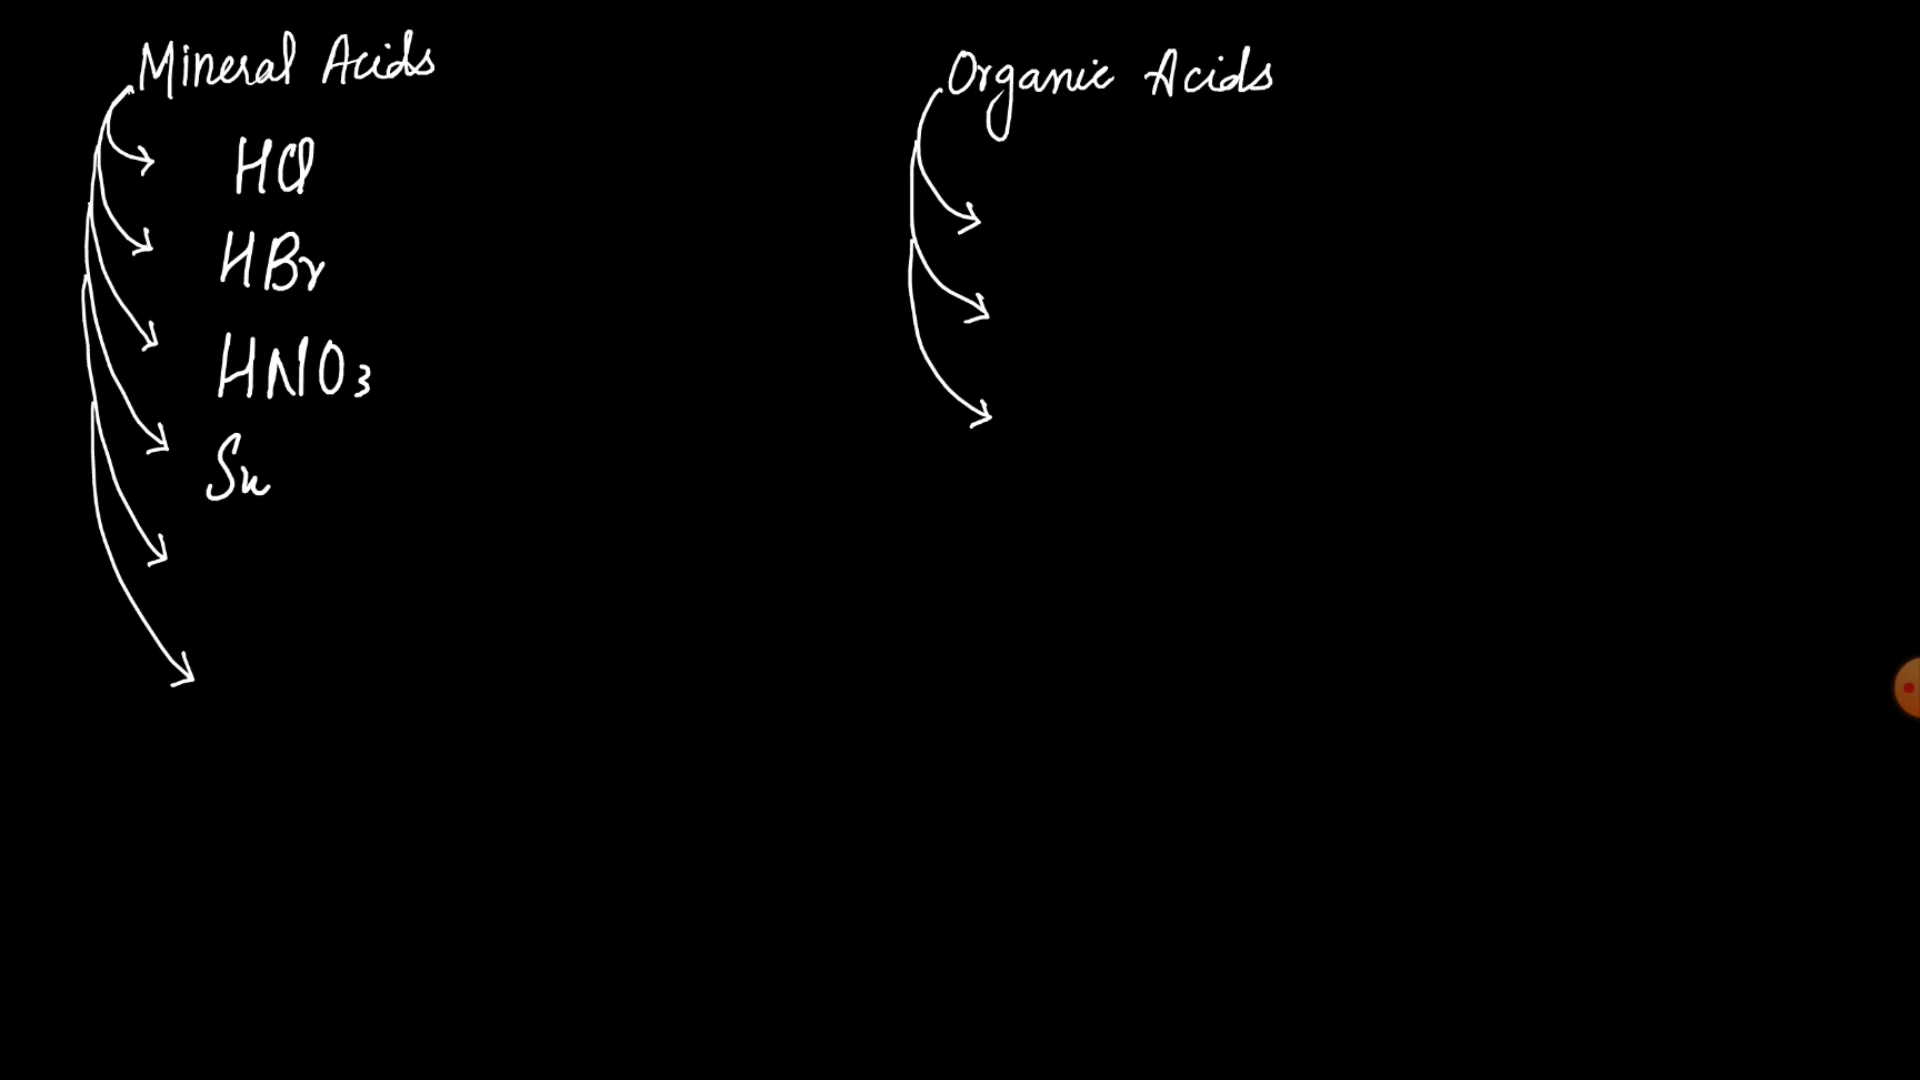 Mineral Acids
HCl
HBr
HNO₃
Su
Organic Acids